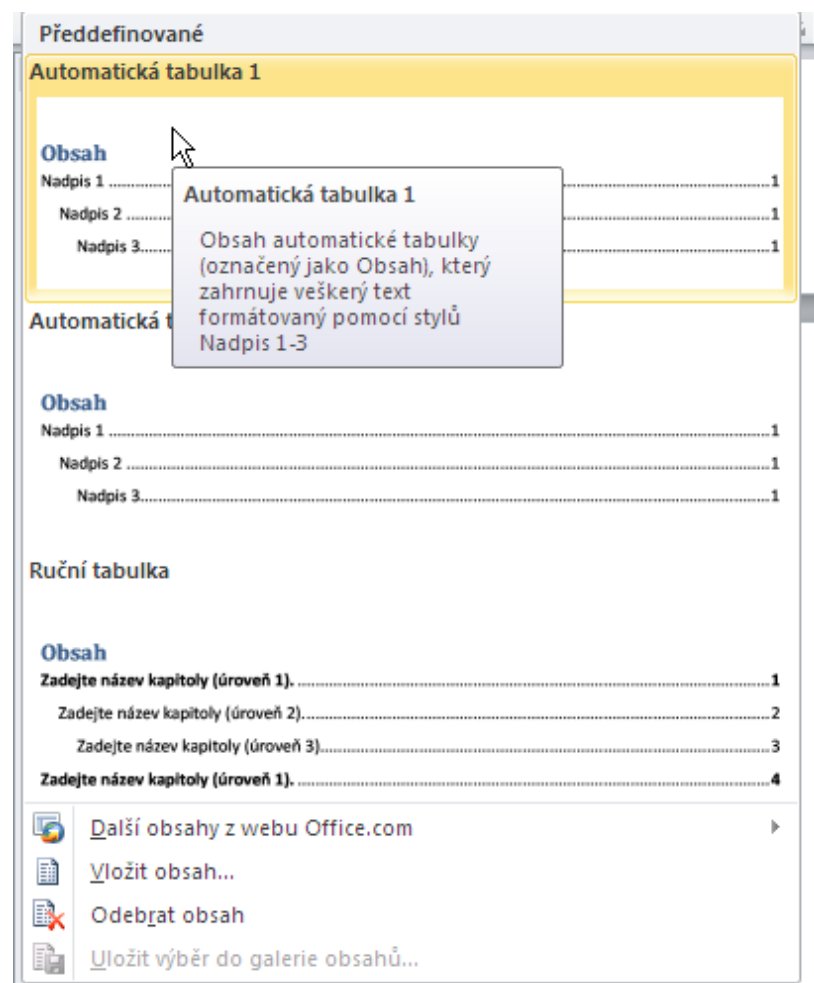 Předdefinované
Automatická tabulka 1
Obsah
Nadpis 1 1
Nadpis 2 1
Nadpis 3 1
Automatická tabulka 1
Obsah automatické tabulky
(označený jako Obsah), který
zahrnuje veškerý text
formátovaný pomocí stylů
Nadpis 1-3
Automatická
Obsah
Nadpis 1 1
Nadpis 2 1
Nadpis 3 1
Ruční tabulka
Obsah
Zadejte název kapitoly (úroveň 1). 1
Zadejte název kapitoly (úroveň 2). 2
Zadejte název kapitoly (úroveň 3) 3
Zadejte název kapitoly (úroveň 1). 4
Další obsahy z webu Office.com
Vložit obsah...
Odebrat obsah
Uložit výběr do galerie obsahů...